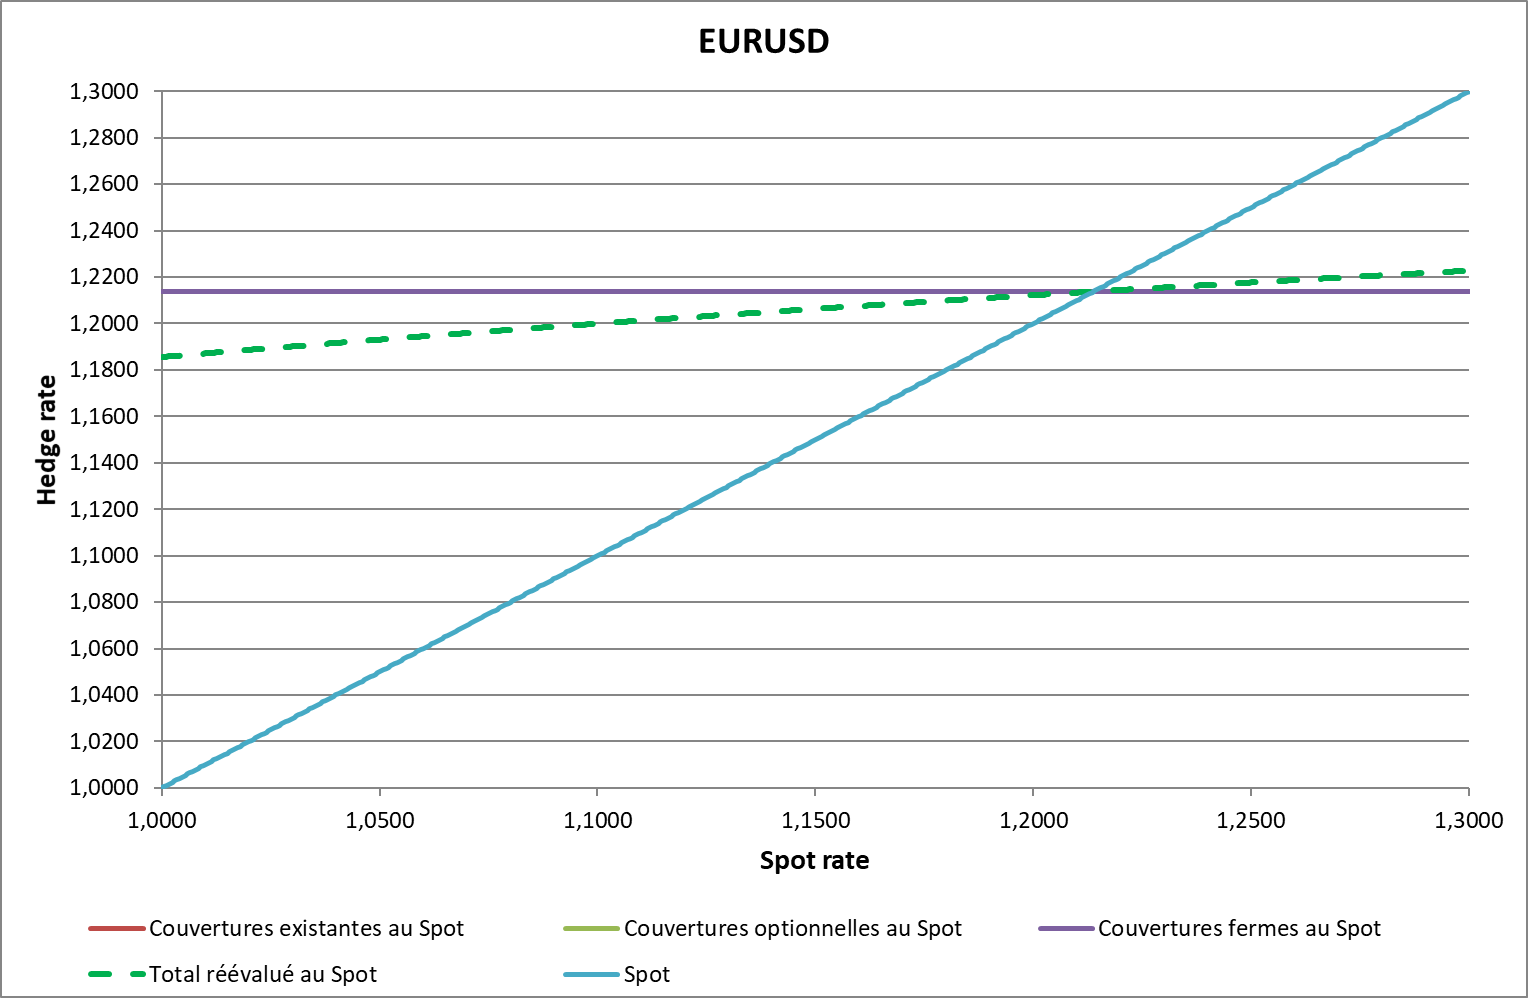 EURUSD
1,3000
1,2800
1,2600
1,2400
1,2200
1,2000
1,1800
1,1600
1,1400
1,1200
1,1000
1,0800
1,0600
1,0400
1,0200
1,0000
Hedge rate
1,0000 1,0500 1,1000 1,1500 1,2000 1,2500 1,3000
Spot rate
Couvertures existantes au Spot Couvertures optionnelles au Spot Couvertures fermes au Spot
Total réévalué au Spot Spot